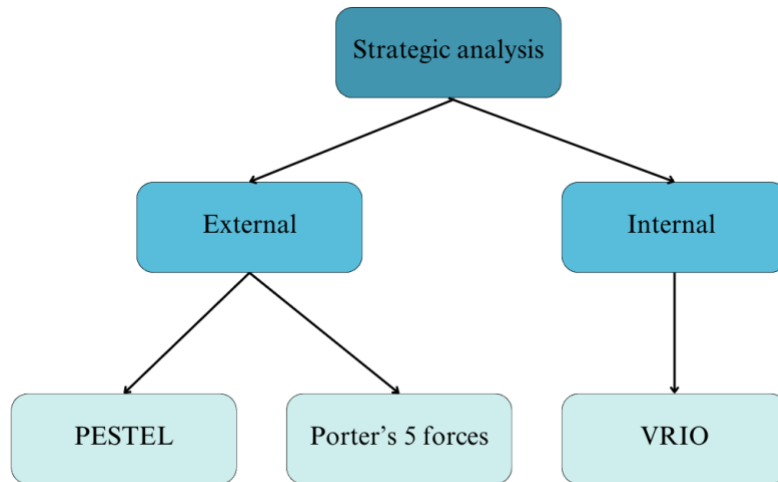 Strategic analysis
External
Internal
PESTEL
Porter’s 5 forces
VRIO